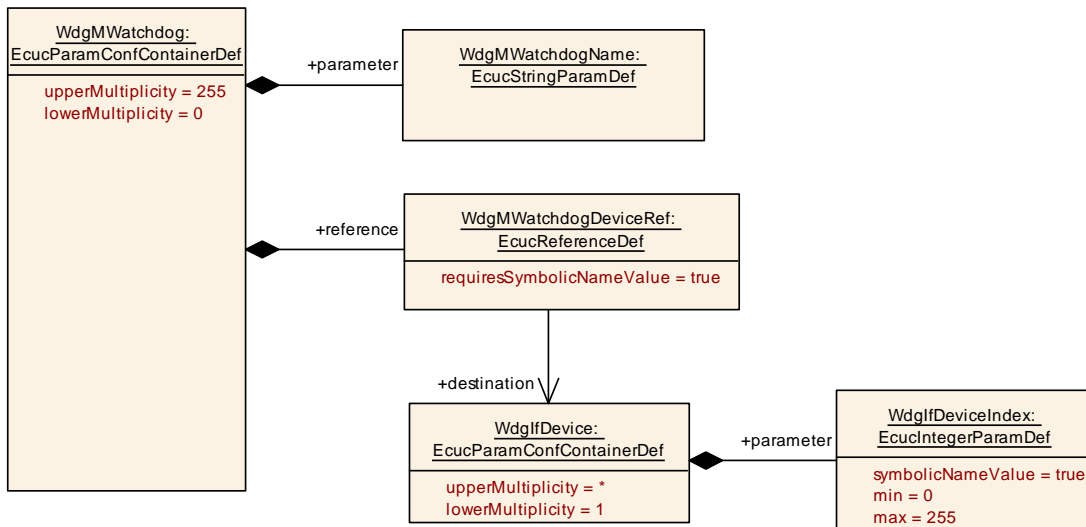 WdgMWatchdog:
EcucParamConfContainerDef
upperMultiplicity = 255
lowerMultiplicity = 0
+parameter
WdgMWatchdogName:
EcucStringParamDef
+reference
WdgMWatchdogDeviceRef:
EcucReferenceDef
requiresSymbolicNameValue = true
+destination
WdgIfDevice:
EcucParamConfContainerDef
upperMultiplicity = *
lowerMultiplicity = 1
+parameter
WdgIfDeviceIndex:
EcucIntegerParamDef
symbolicNameValue = true
min = 0
max = 255